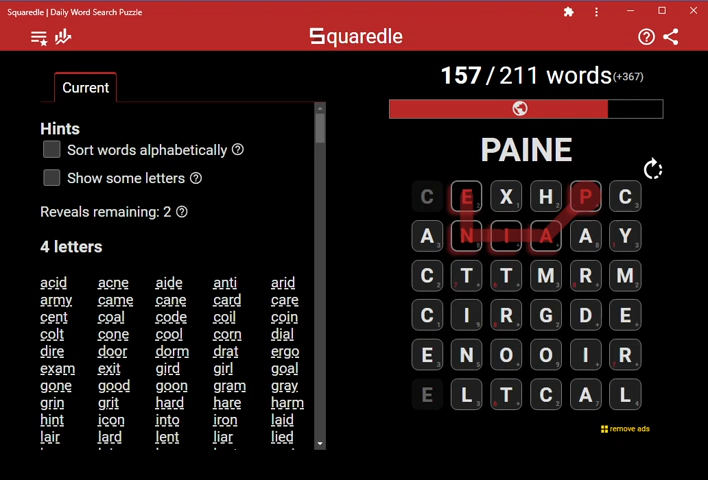 Squaredle | Daily Word Search Puzzle
Squaredle
157/211 words(+367)
Current
Hints
Sort words alphabetically
Show some letters
Reveals remaining: 2
4 letters
acid acne aide anti arid
army came cane card care
cent coal code coil coin
colt cone cool corn dial
dire door dorm drat ergo
exam exit gird girl goal
gone good goon gram gray
grin grit hard hare harm
hint icon into iron laid
lair lard lent liar lied
PAINE
C E X H P C
A N I A A Y
C T T M R M
C I R G D E
E N O O I R
E L T C A L
remove ads